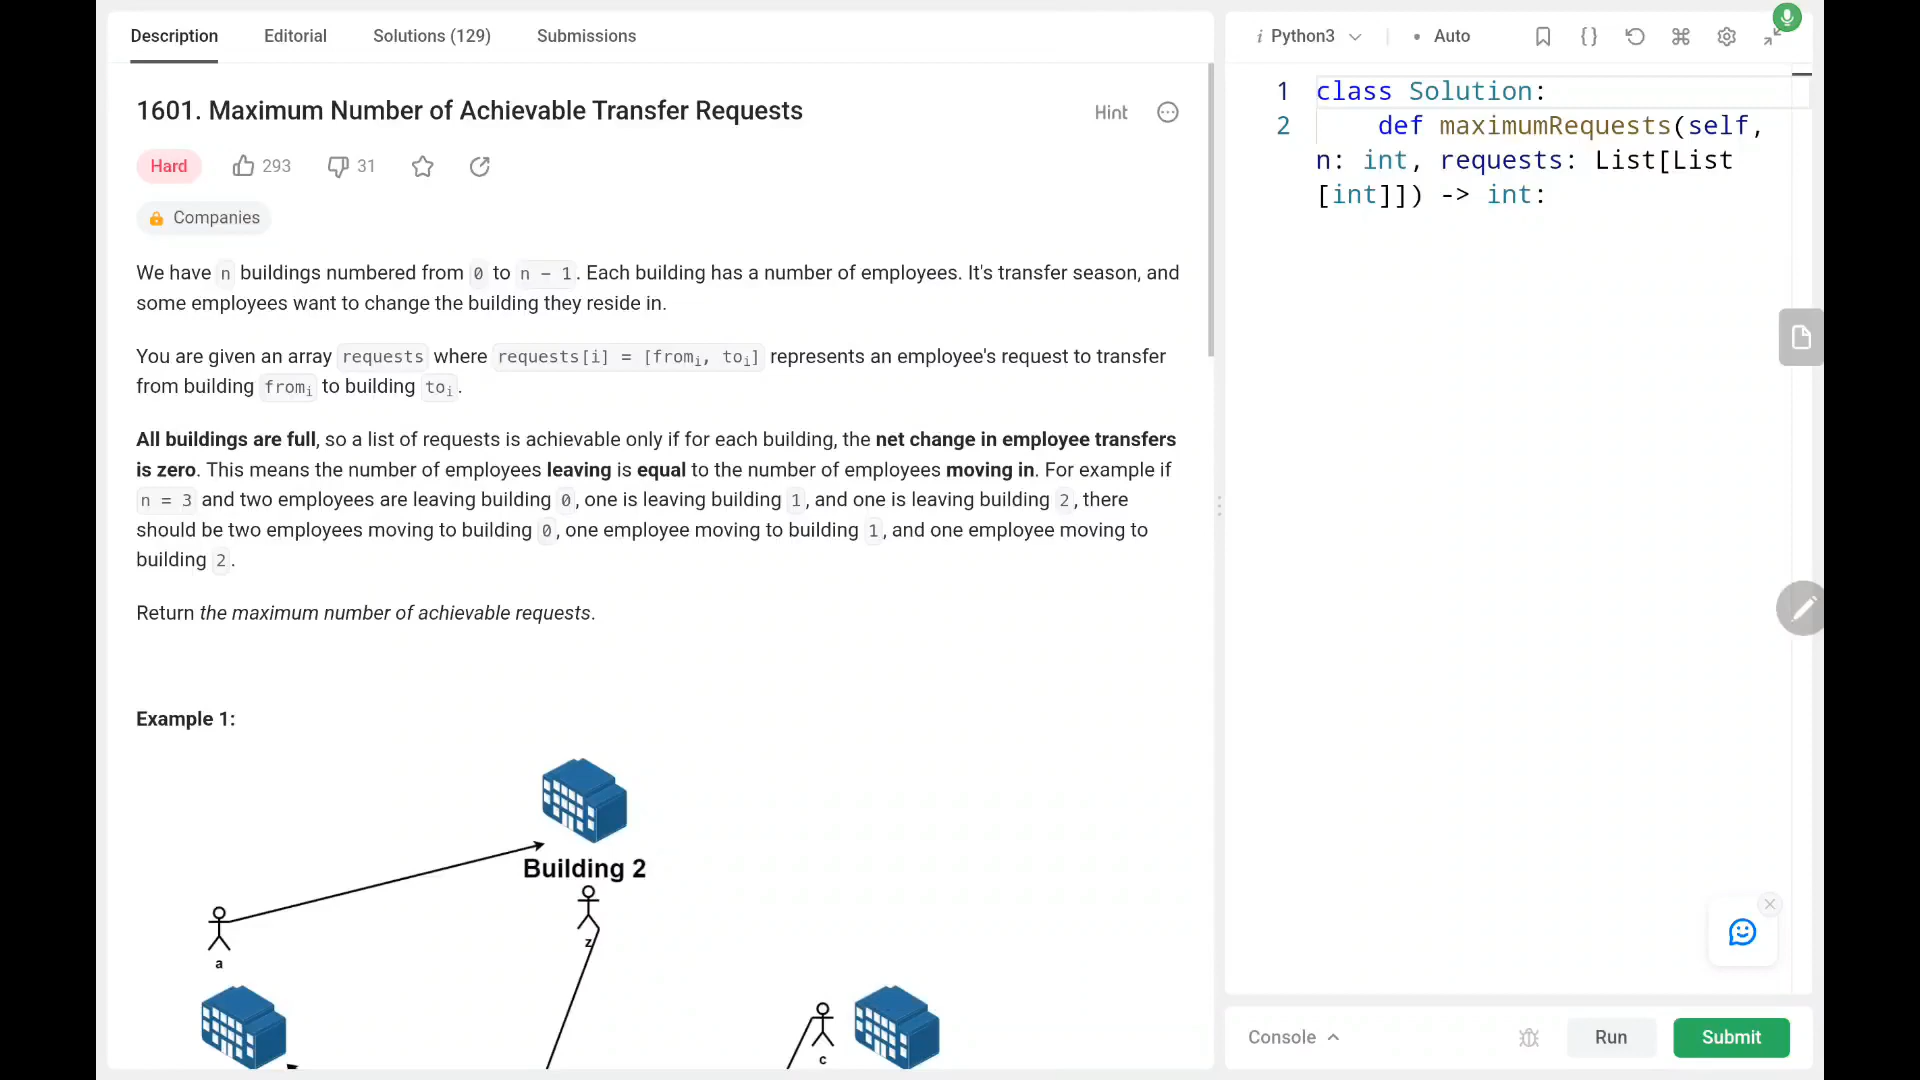 Description Editorial Solutions (129) Submissions
1601. Maximum Number of Achievable Transfer Requests
Hint
Hard 293 31
Companies
We have n buildings numbered from 0 to n - 1. Each building has a number of employees. It's transfer season, and
some employees want to change the building they reside in.
You are given an array requests where requests[i] = [fromi, toi] represents an employee's request to transfer
from building fromi to building toi.
All buildings are full, so a list of requests is achievable only if for each building, the net change in employee transfers
is zero. This means the number of employees leaving is equal to the number of employees moving in. For example if
n = 3 and two employees are leaving building 0, one is leaving building 1, and one is leaving building 2, there
should be two employees moving to building 0, one employee moving to building 1, and one employee moving to
building 2.
Return the maximum number of achievable requests.
Example 1:
Building 2
z
a
c
i Python3 • Auto
1 class Solution:
2 def maximumRequests(self,
n: int, requests: List[List
[int]]) -> int:
Console Run Submit